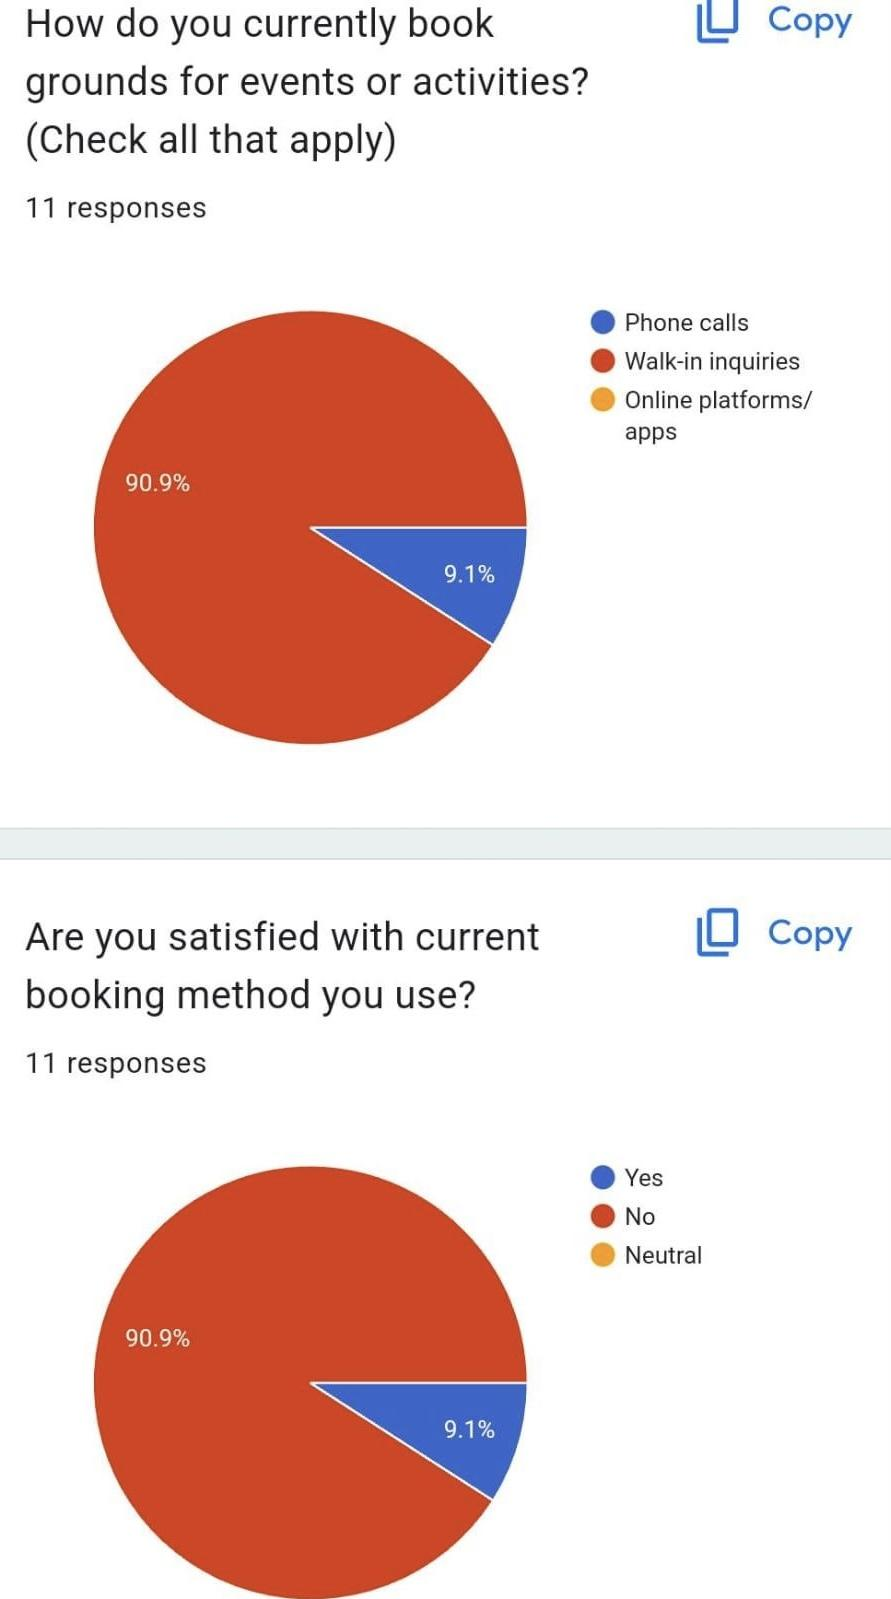 How do you currently book
Copy
grounds for events or activities?
(Check all that apply)
11 responses
Phone calls
Walk-in inquiries
Online platforms/
apps
90.9%
9.1%
Are you satisfied with current
Copy
booking method you use?
11 responses
Yes
No
Neutral
90.9%
9.1%